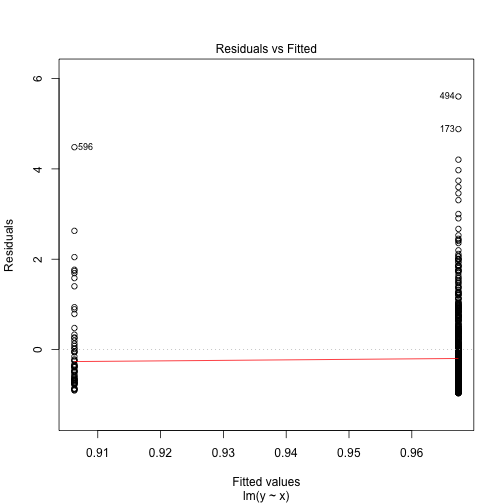 Residuals vs Fitted
6
4
2
0
Residuals
494
173
596
0.91 0.92 0.93 0.94 0.95 0.96
Fitted values
lm(y ~ x)